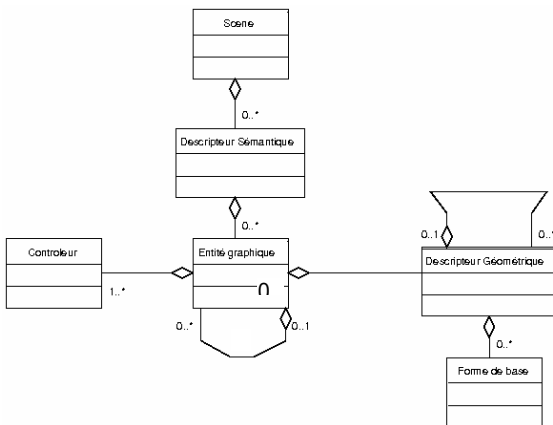 Scene
0..*
Descripteur Sémantique
0..*
Controleur
Entité graphique
Descripteur Géométrique
0..1
0..*
1..*
0..*
0..1
0..*
Forme de base